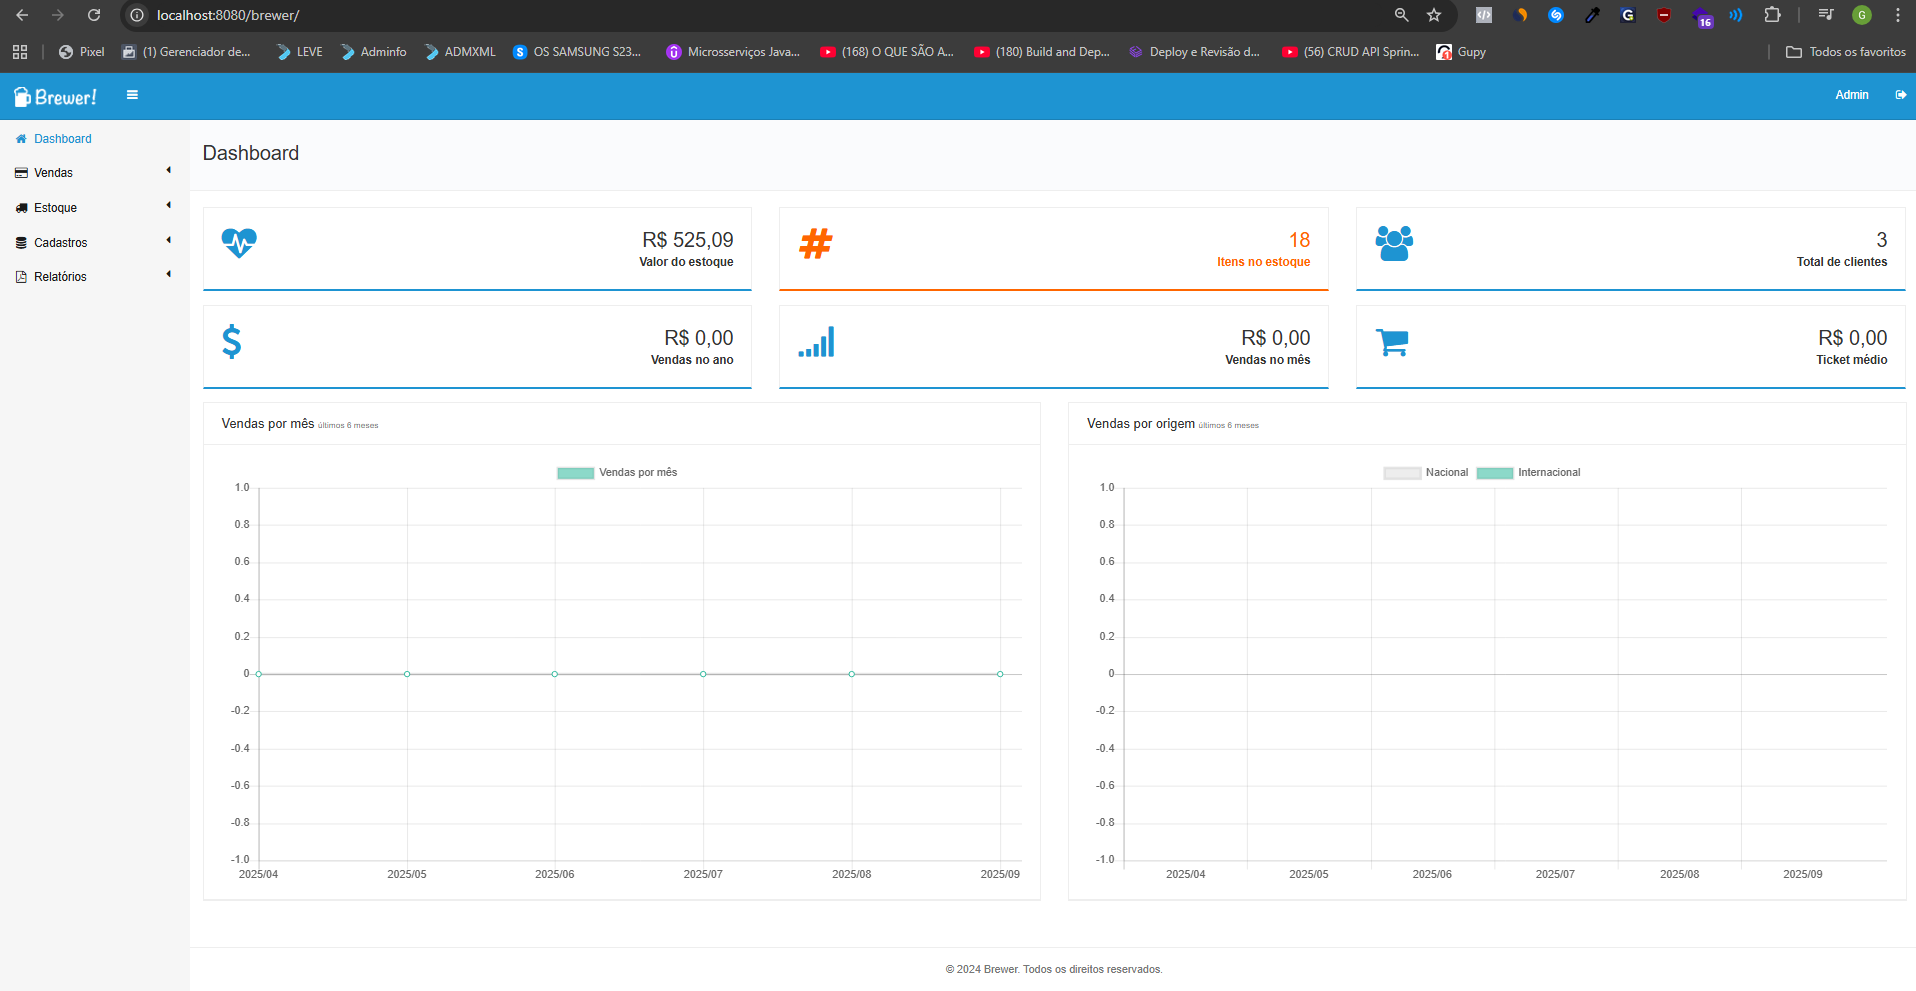 localhost:8080/brewer/
16
G
Pixel
(1) Gerenciador de...
LEVE
Adminfo
ADMXML
OS SAMSUNG S23...
Microsserviços Java...
(168) O QUE SÃO A...
(180) Build and Dep...
Deploy e Revisão d...
(56) CRUD API Sprin...
Gupy
Todos os favoritos
Brewer!
Admin
Dashboard
Vendas
Estoque
Cadastros
Relatórios
Dashboard
R$ 525,09
Valor do estoque
18
Itens no estoque
3
Total de clientes
R$ 0,00
Vendas no ano
R$ 0,00
Vendas no mês
R$ 0,00
Ticket médio
Vendas por mês últimos 6 meses
Vendas por mês
1.0
0.8
0.6
0.4
0.2
0
-0.2
-0.4
-0.6
-0.8
-1.0
2025/04 2025/05 2025/06 2025/07 2025/08 2025/09
Vendas por origem últimos 6 meses
Nacional Internacional
1.0
0.8
0.6
0.4
0.2
0
-0.2
-0.4
-0.6
-0.8
-1.0
2025/04 2025/05 2025/06 2025/07 2025/08 2025/09
© 2024 Brewer. Todos os direitos reservados.